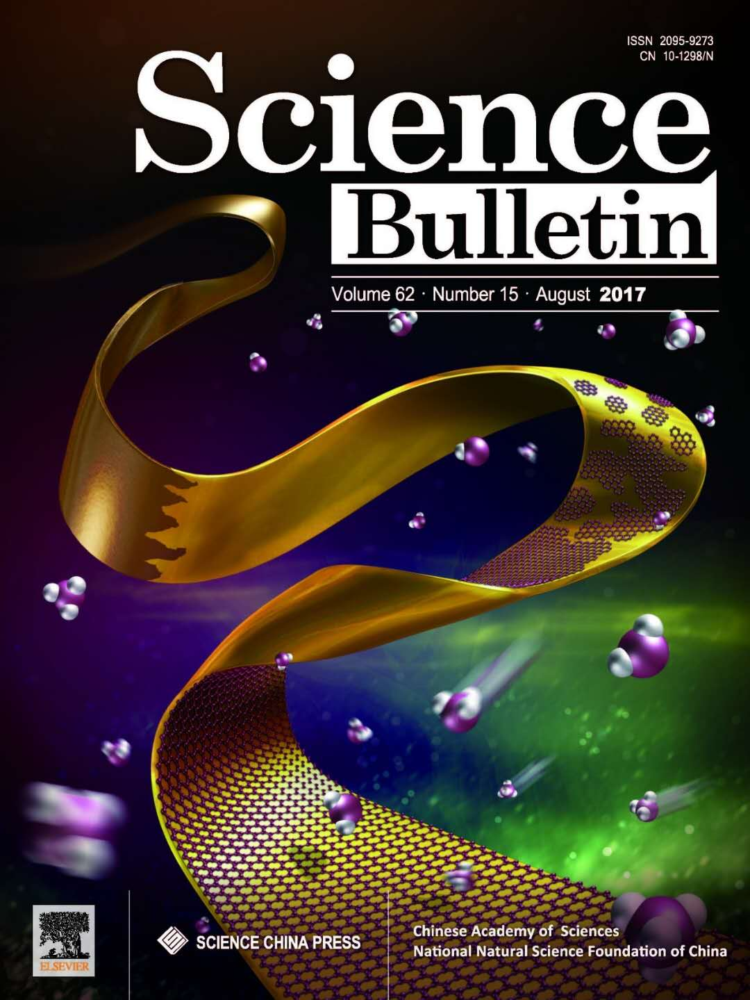 ISSN 2095-9273
CN 10-1298/N
Science
Bulletin
Volume 62 · Number 15 · August 2017
ELSEVIER
SCIENCE CHINA PRESS
Chinese Academy of Sciences
National Natural Science Foundation of China